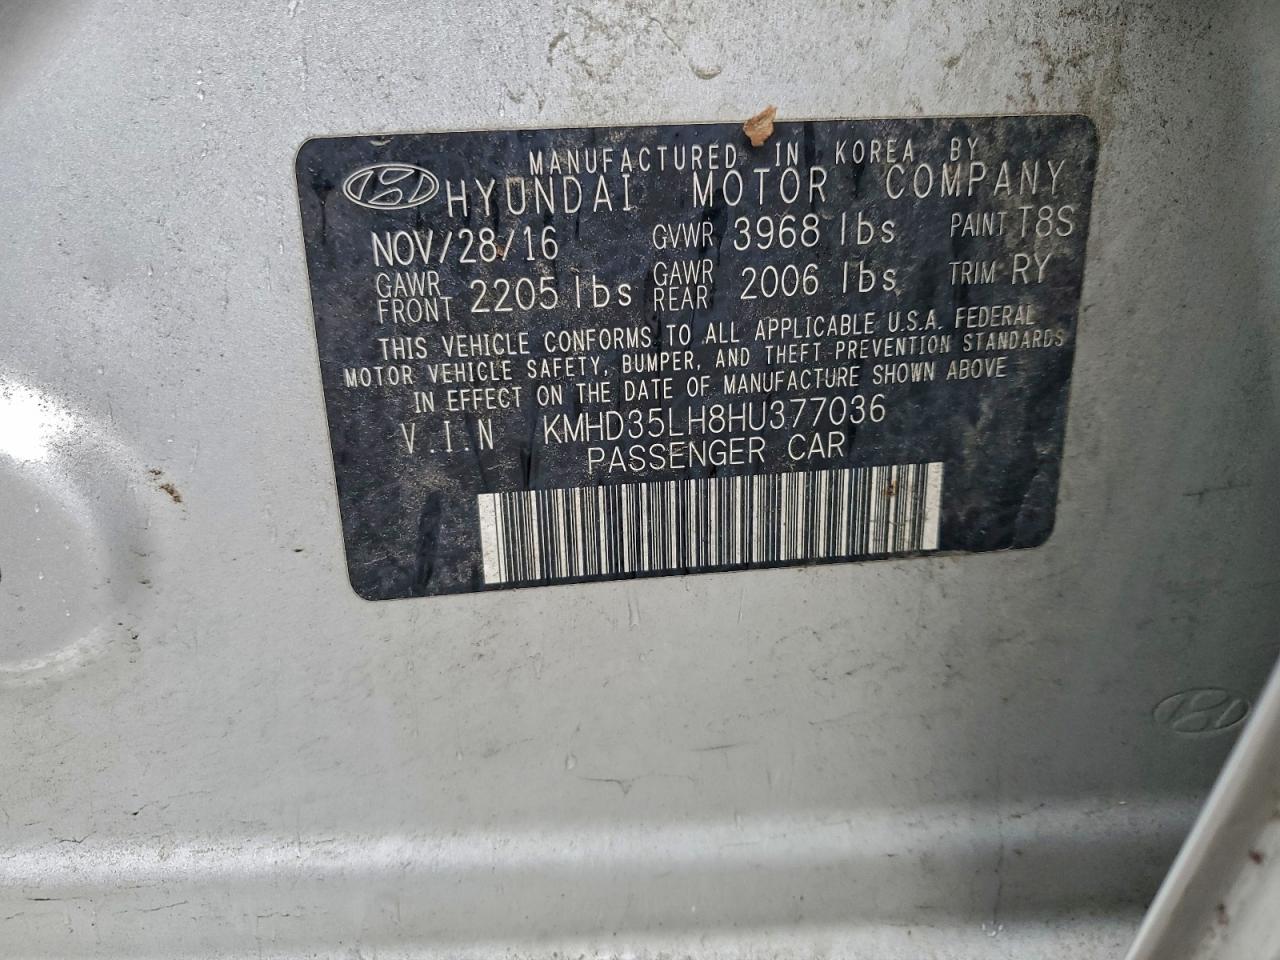 MANUFACTURED IN KOREA BY
HYUNDAI MOTOR COMPANY
NOV/28/16 GVWR 3968 lbs PAINT T8S
GAWR FRONT 2205 lbs GAWR REAR 2006 lbs TRIM RY
THIS VEHICLE CONFORMS TO ALL APPLICABLE U.S.A. FEDERAL
MOTOR VEHICLE SAFETY, BUMPER, AND THEFT PREVENTION STANDARDS
IN EFFECT ON THE DATE OF MANUFACTURE SHOWN ABOVE
V.I.N KMHD35LH8HU377036
PASSENGER CAR